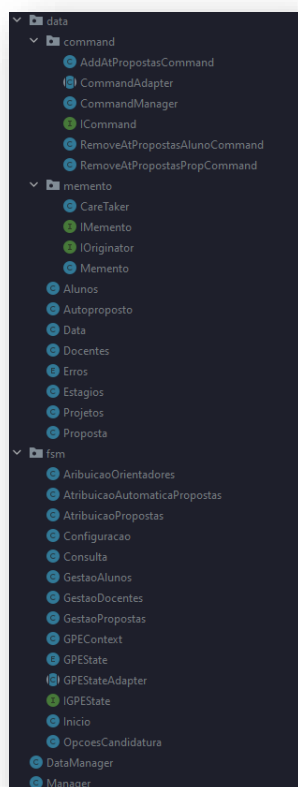 data
command
AddAtPropostasCommand
CommandAdapter
CommandManager
ICommand
RemoveAtPropostasAlunoCommand
RemoveAtPropostasPropCommand
memento
CareTaker
IMemento
IOriginator
Memento
Alunos
Autoproposto
Data
Docentes
Erros
Estagios
Projetos
Proposta
fsm
AribuicaoOrientadores
AtribuicaoAutomaticaPropostas
AtribuicaoPropostas
Configuracao
Consulta
GestaoAlunos
GestaoDocentes
GestaoPropostas
GPEContext
GPEState
GPEStateAdapter
IGPEState
Inicio
OpcoesCandidatura
DataManager
Manager